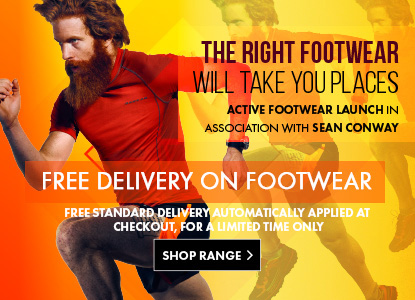 THE RIGHT FOOTWEAR
WILL TAKE YOU PLACES
ACTIVE FOOTWEAR LAUNCH IN
ASSOCIATION WITH SEAN CONWAY
FREE DELIVERY ON FOOTWEAR
FREE STANDARD DELIVERY AUTOMATICALLY APPLIED AT
CHECKOUT, FOR A LIMITED TIME ONLY
SHOP RANGE >